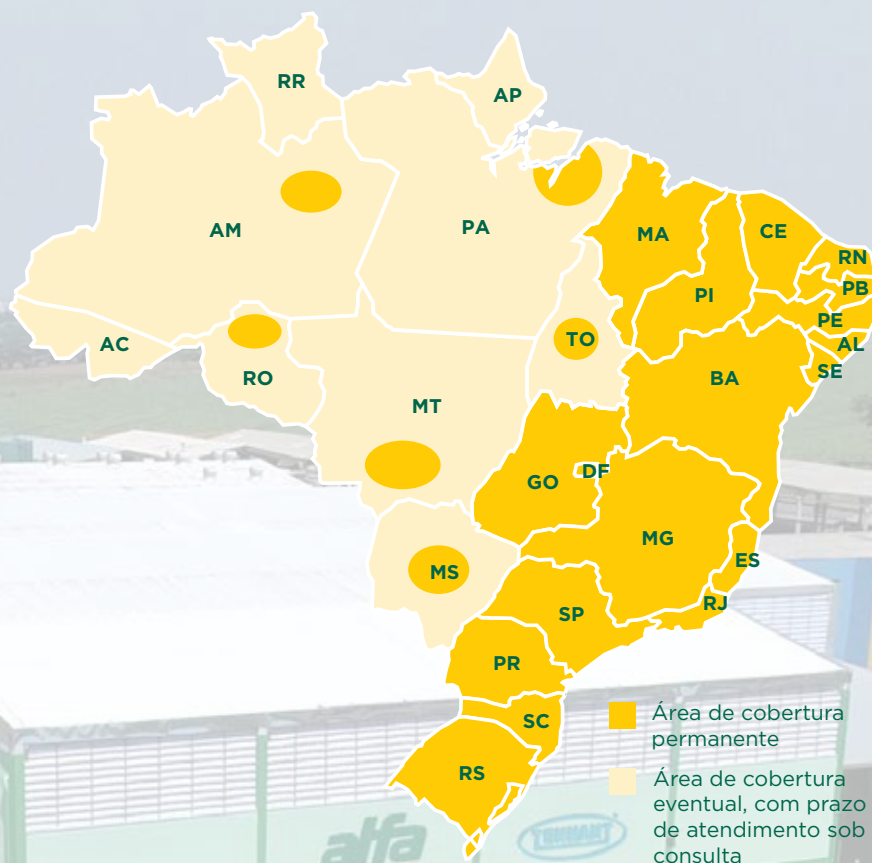 RR
AP
AM
PA
MA
CE
RN
PB
PI
PE
AL
SE
TO
AC
RO
MT
BA
DF
GO
MG
ES
MS
RJ
SP
PR
SC
RS
Área de cobertura
permanente
Área de cobertura
eventual, com prazo
de atendimento sob
consulta
alfa
TENNANT